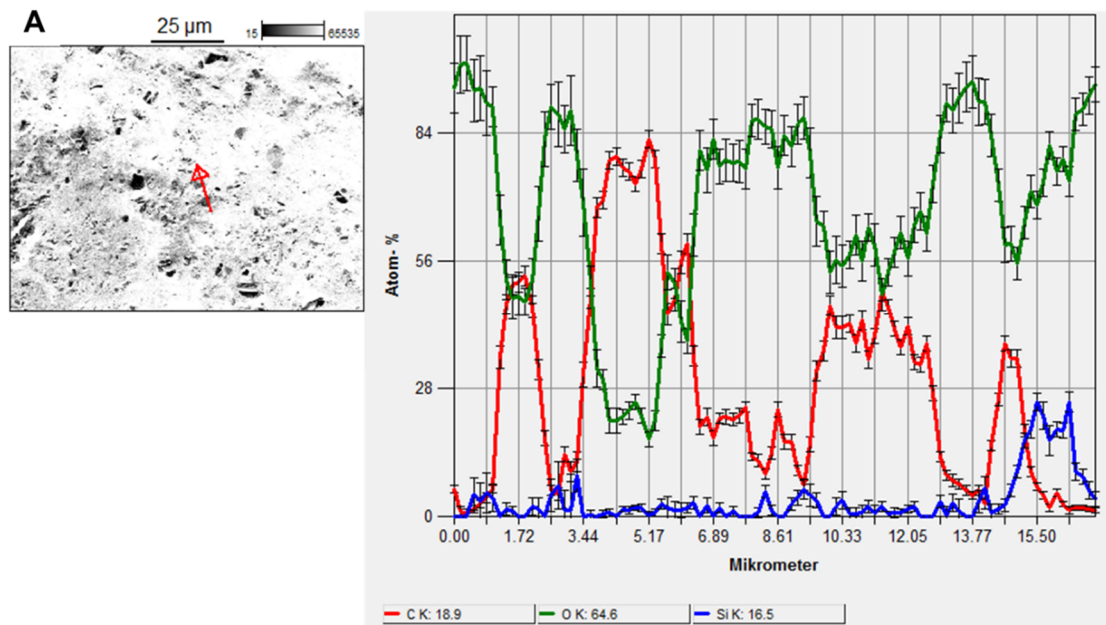 A
25 µm
15
65535
84
56
28
0
Atom- %
0.00 1.72 3.44 5.17 6.89 8.61 10.33 12.05 13.77 15.50
Mikrometer
C K: 18.9 O K: 64.6 Si K: 16.5